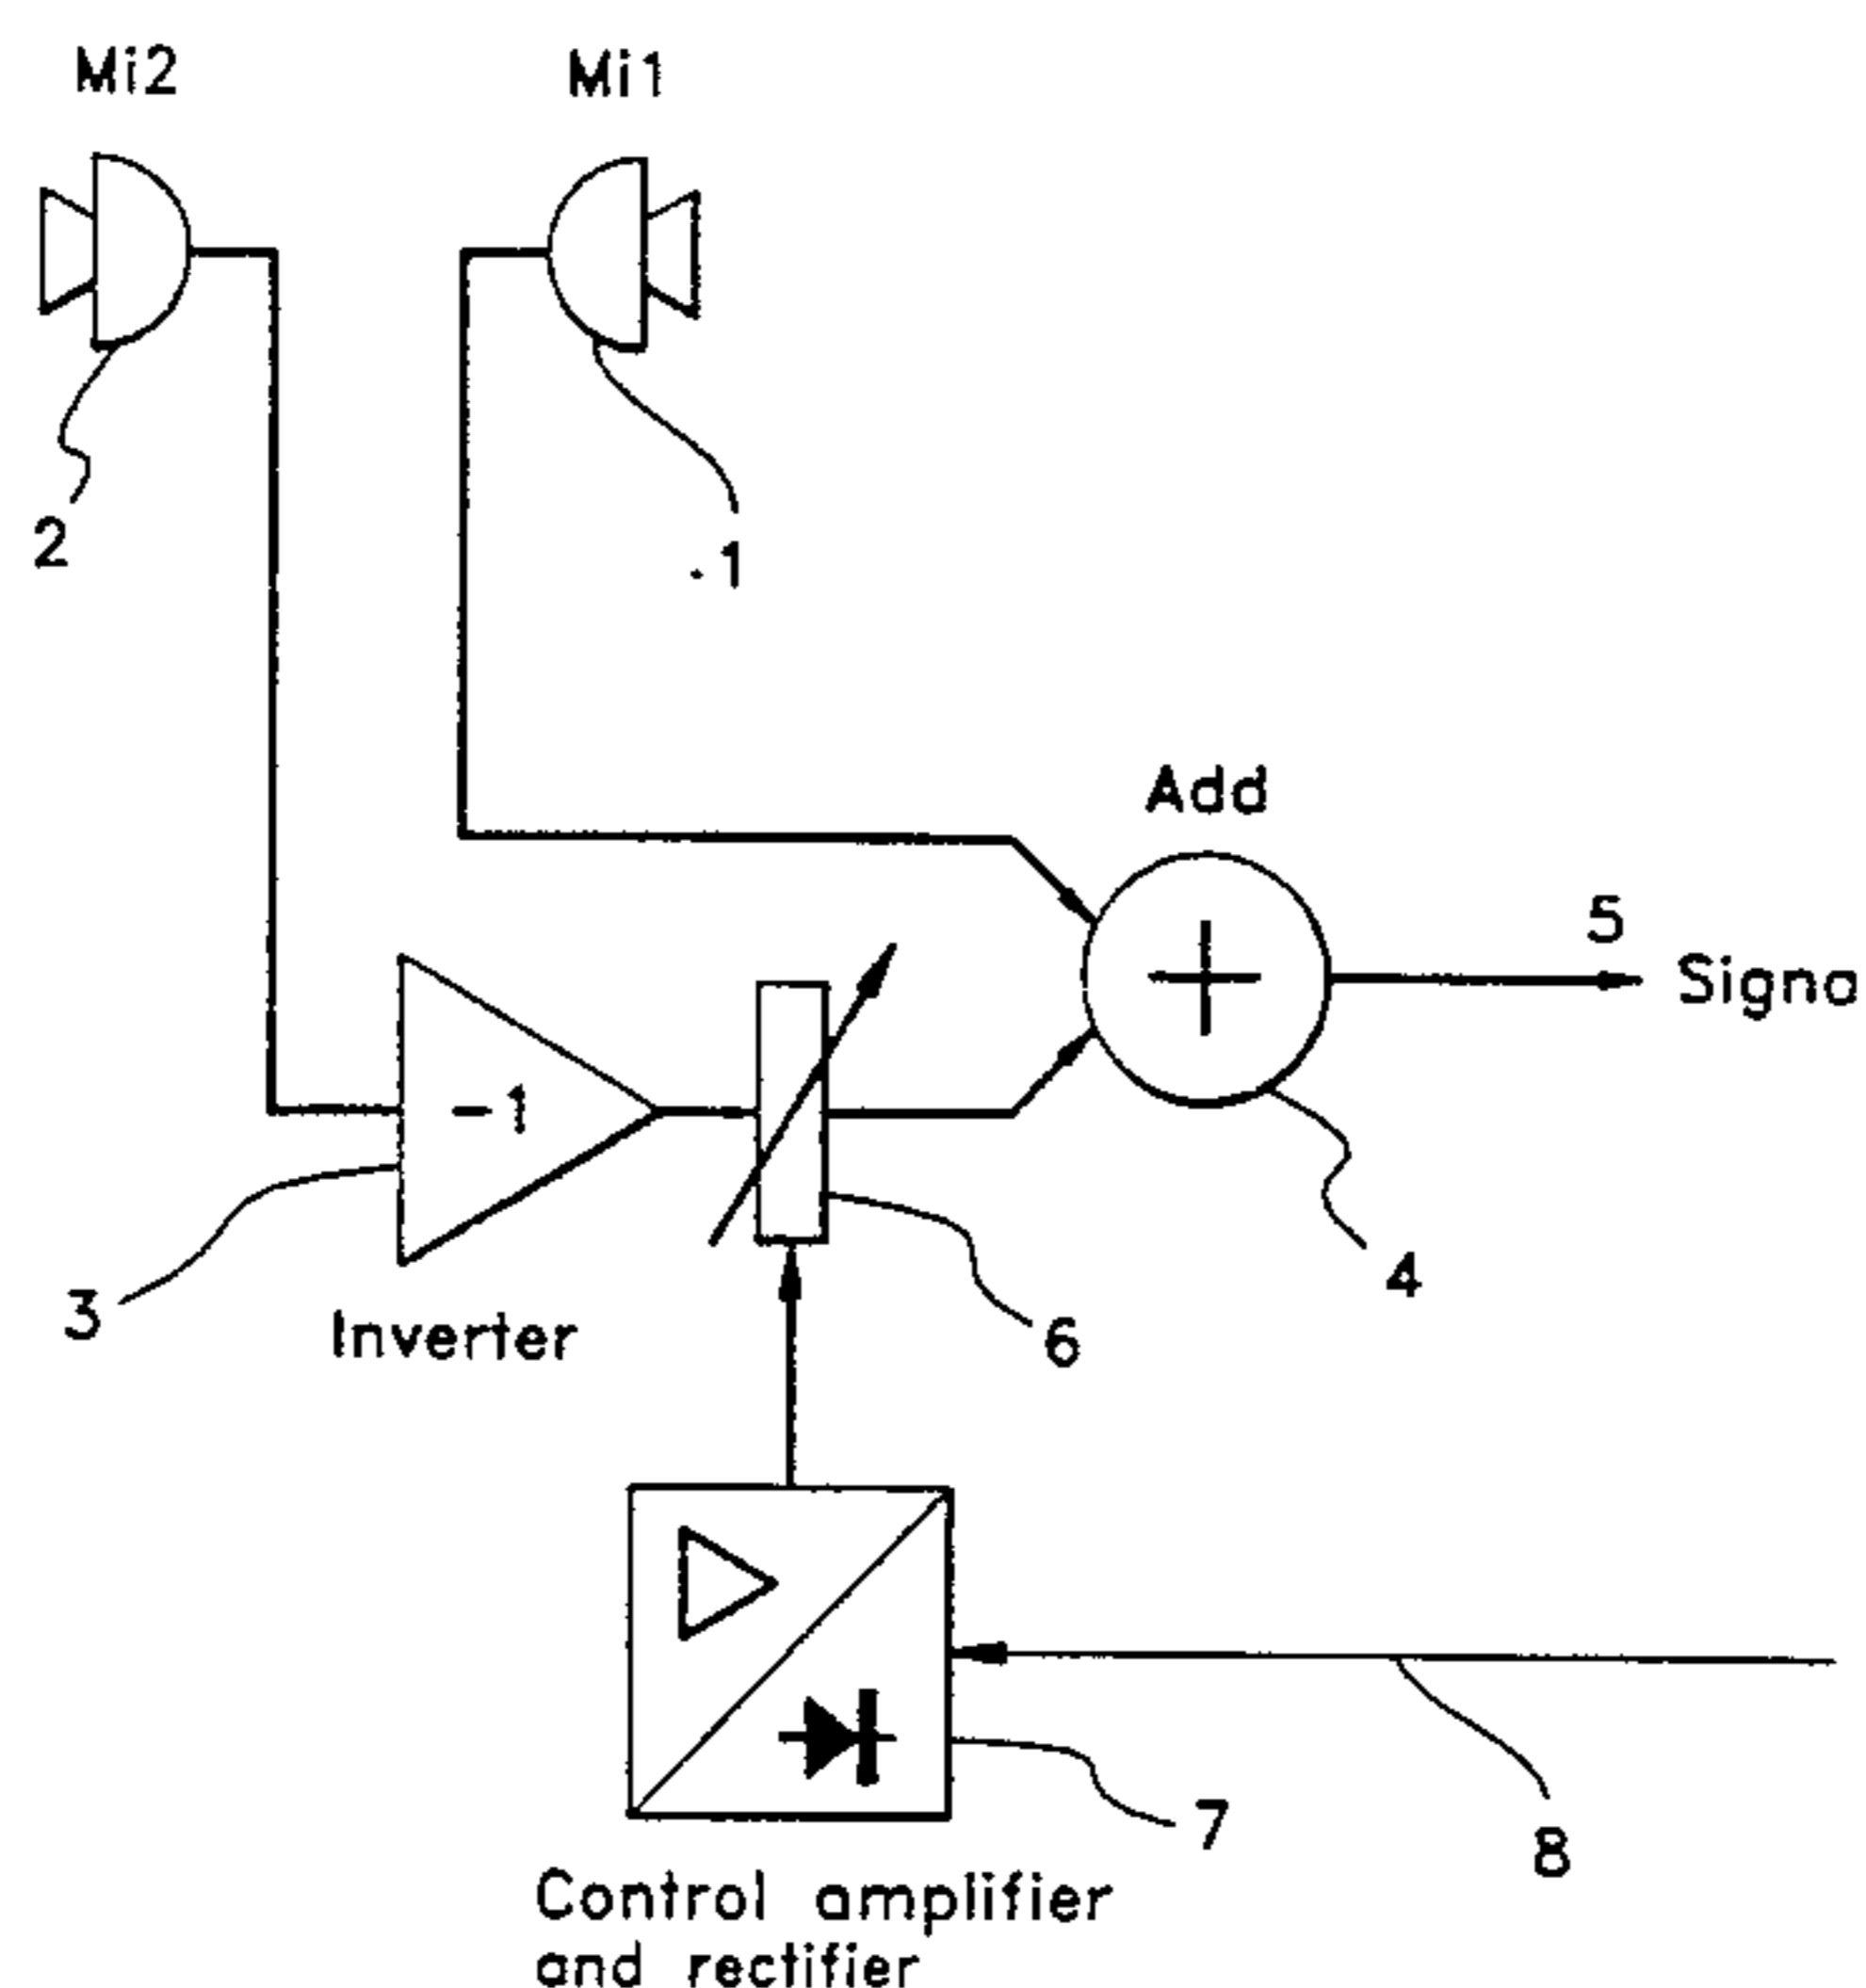 Mi2
Mi1
2
.1
Add
5
Signa
-1
3
Inverter
6
4
7
8
Control amplifier
and rectifier